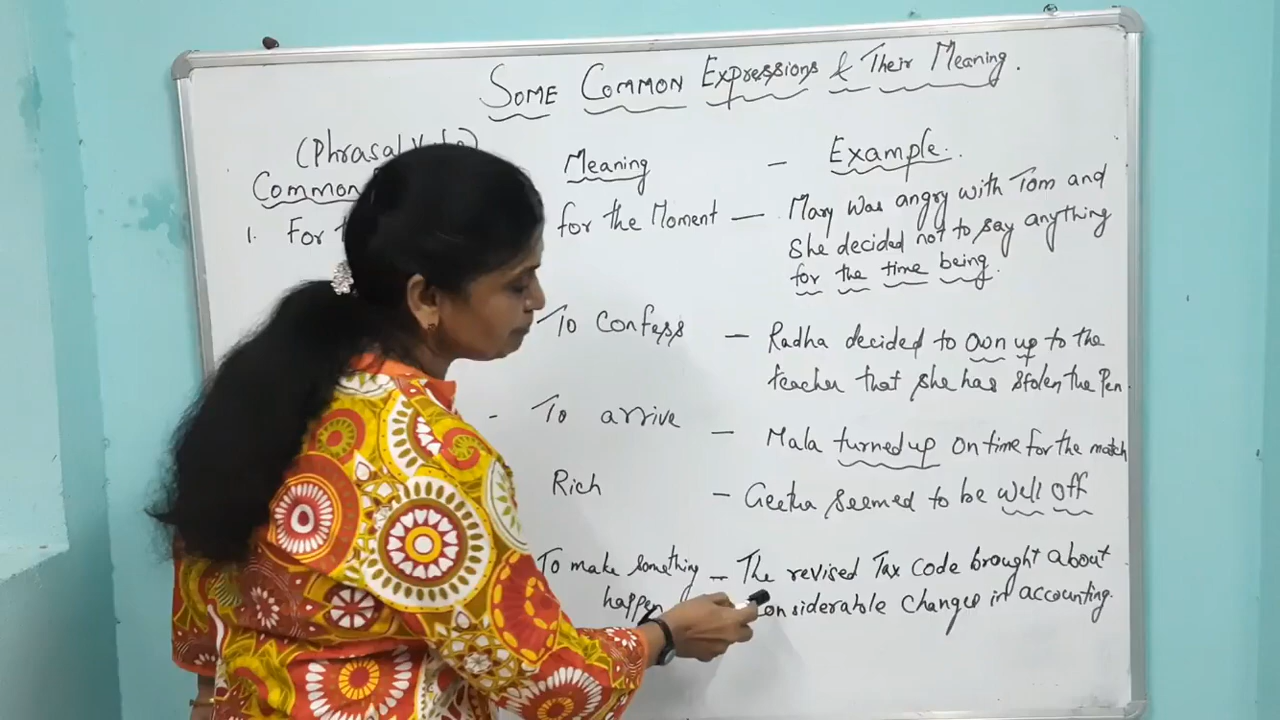 SOME COMMON Expressions & Their Meaning.
(Phrasal
Common Meaning - Example.
1. For for the Moment - Mary was angry with Tom and
She decided not to say anything
for the time being.
To Confess - Radha decided to own up to the
teacher that she has stolen the Pen.
- To arrive - Mala turned up on time for the match
Rich - Geetha seemed to be well off
To make something - The revised Tax code brought about
happen considerable changes in accounting.